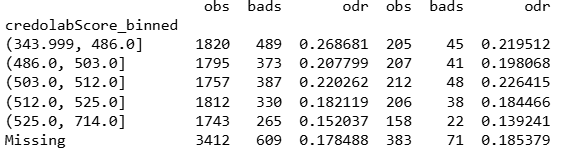 obs bads odr obs bads odr
credolabScore_binned
(343.999, 486.0] 1820 489 0.268681 205 45 0.219512
(486.0, 503.0] 1795 373 0.207799 207 41 0.198068
(503.0, 512.0] 1757 387 0.220262 212 48 0.226415
(512.0, 525.0] 1812 330 0.182119 206 38 0.184466
(525.0, 714.0] 1743 265 0.152037 158 22 0.139241
Missing 3412 609 0.178488 383 71 0.185379